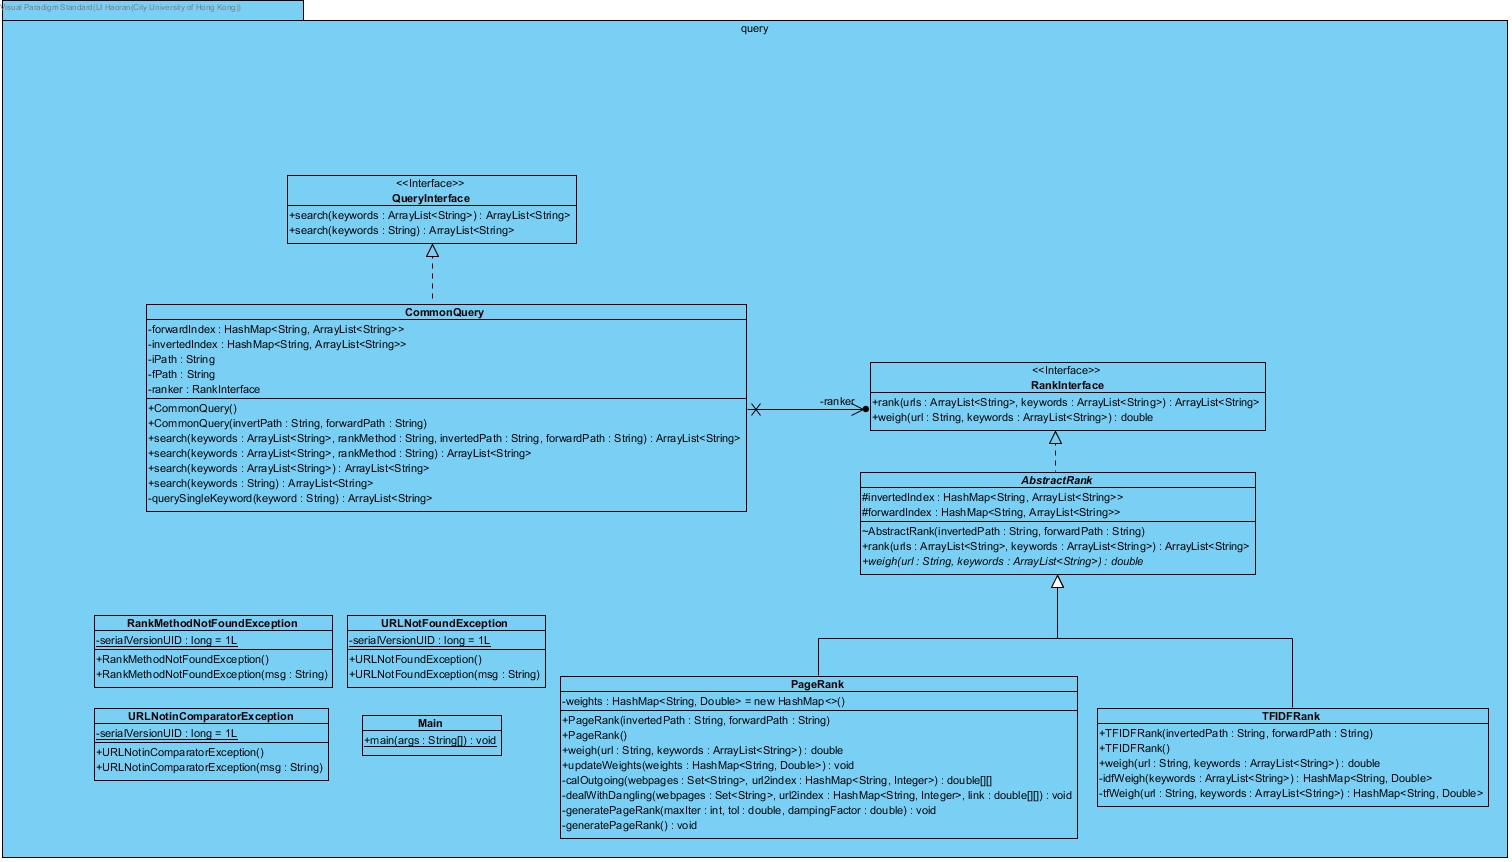 Visual Paradigm Standard(LI Haoran(City University of Hong Kong))
query
<<Interface>>
QueryInterface
+search(keywords : ArrayList<String>) : ArrayList<String>
+search(keywords : String) : ArrayList<String>
CommonQuery
-forwardIndex : HashMap<String, ArrayList<String>>
-invertedIndex : HashMap<String, ArrayList<String>>
-iPath : String
-fPath : String
-ranker : RankInterface
+CommonQuery()
+CommonQuery(invertPath : String, forwardPath : String)
+search(keywords : ArrayList<String>, rankMethod : String, invertedPath : String, forwardPath : String) : ArrayList<String>
+search(keywords : ArrayList<String>, rankMethod : String) : ArrayList<String>
+search(keywords : ArrayList<String>) : ArrayList<String>
+search(keywords : String) : ArrayList<String>
-querySingleKeyword(keyword : String) : ArrayList<String>
-ranker
<<Interface>>
RankInterface
+rank(urls : ArrayList<String>, keywords : ArrayList<String>) : ArrayList<String>
+weigh(url : String, keywords : ArrayList<String>) : double
AbstractRank
#invertedIndex : HashMap<String, ArrayList<String>>
#forwardIndex : HashMap<String, ArrayList<String>>
~AbstractRank(invertedPath : String, forwardPath : String)
+rank(urls : ArrayList<String>, keywords : ArrayList<String>) : ArrayList<String>
+weigh(url : String, keywords : ArrayList<String>) : double
RankMethodNotFoundException
-serialVersionUID : long = 1L
+RankMethodNotFoundException()
+RankMethodNotFoundException(msg : String)
URLNotFoundException
-serialVersionUID : long = 1L
+URLNotFoundException()
+URLNotFoundException(msg : String)
URLNotinComparatorException
-serialVersionUID : long = 1L
+URLNotinComparatorException()
+URLNotinComparatorException(msg : String)
Main
+main(args : String[]) : void
PageRank
-weights : HashMap<String, Double> = new HashMap<>()
+PageRank(invertedPath : String, forwardPath : String)
+PageRank()
+weigh(url : String, keywords : ArrayList<String>) : double
+updateWeights(weights : HashMap<String, Double>) : void
-calOutgoing(webpages : Set<String>, url2index : HashMap<String, Integer>) : double[][]
-dealWithDangling(webpages : Set<String>, url2index : HashMap<String, Integer>, link : double[][]) : void
-generatePageRank(maxIter : int, tol : double, dampingFactor : double) : void
-generatePageRank() : void
TFIDFRank
+TFIDFRank(invertedPath : String, forwardPath : String)
+TFIDFRank()
+weigh(url : String, keywords : ArrayList<String>) : double
-idfWeigh(keywords : ArrayList<String>) : HashMap<String, Double>
-tfWeigh(url : String, keywords : ArrayList<String>) : HashMap<String, Double>